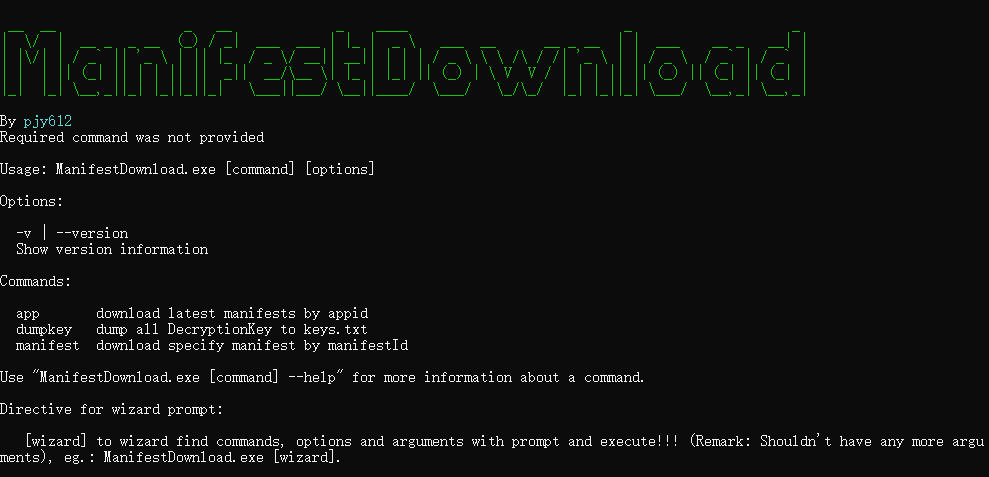 ManifestDownload
By pjy612
Required command was not provided
Usage: ManifestDownload.exe [command] [options]
Options:
-v | --version
Show version information
Commands:
app download latest manifests by appid
dumpkey dump all DecryptionKey to keys.txt
manifest download specify manifest by manifestId
Use "ManifestDownload.exe [command] --help" for more information about a command.
Directive for wizard prompt:
[wizard] to wizard find commands, options and arguments with prompt and execute!!! (Remark: Shouldn't have any more argu
ments), eg.: ManifestDownload.exe [wizard].